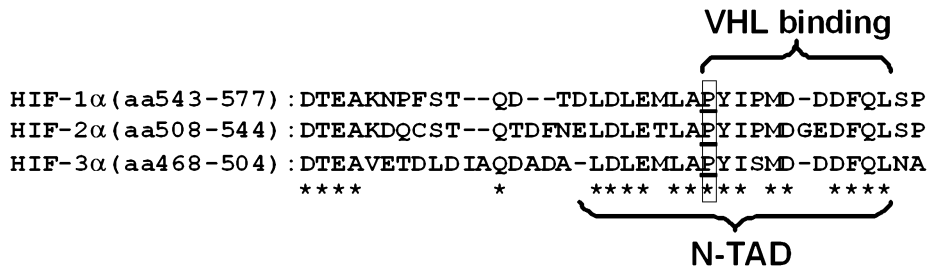 VHL binding
HIF-1α(aa543-577):DTEAKNPFST--QD--TDLDLEMLAPYIPMD-DDFQLSP
HIF-2α(aa508-544):DTEAKDQCST--QTDFNELDLETLAPYIPMDGEDFQLSP
HIF-3α(aa468-504):DTEAVETDLDIAQDADA-LDLEMLAPYISMD-DDFQLNA
**** * **** ***** ** ****
N-TAD